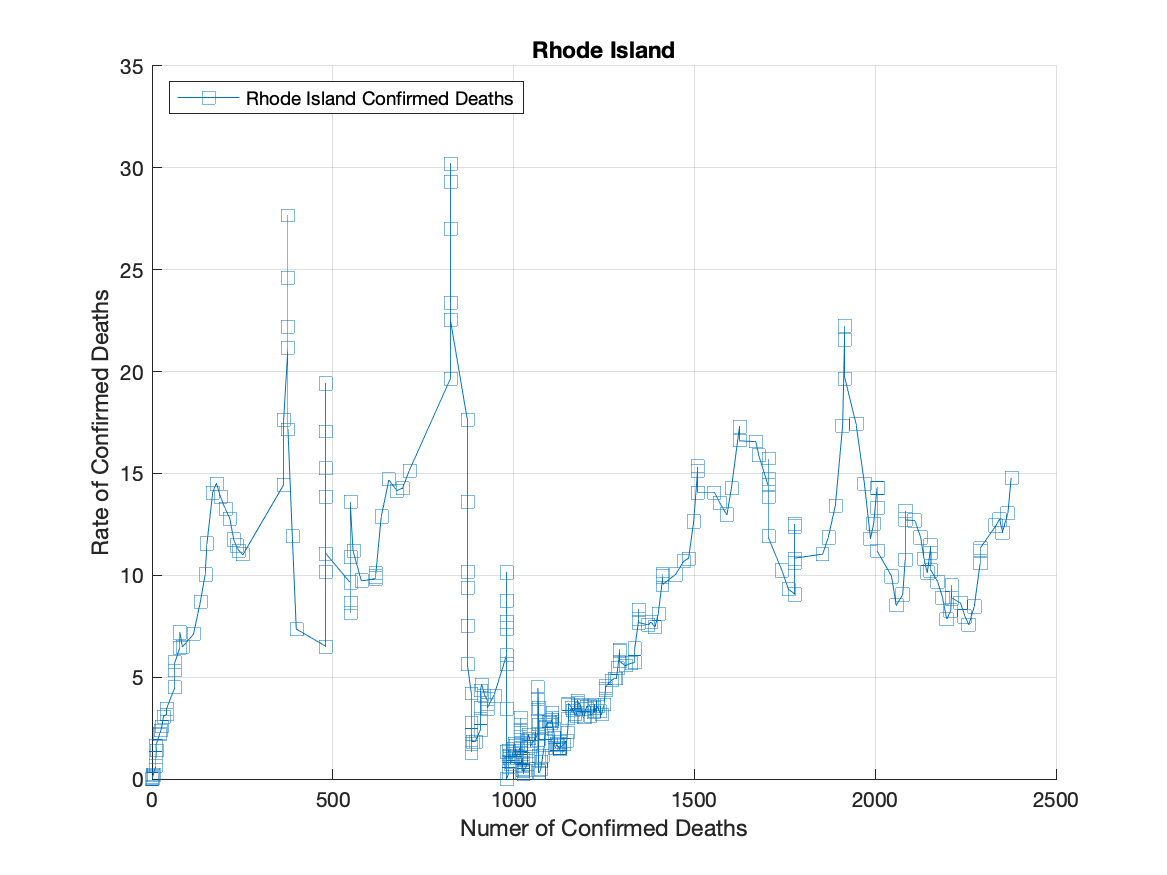 Rhode Island
Rhode Island Confirmed Deaths
35
30
25
20
15
10
5
0
Rate of Confirmed Deaths
0 500 1000 1500 2000 2500
Numer of Confirmed Deaths